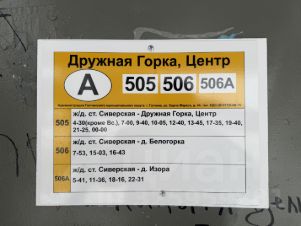 Дружная Горка, Центр
А 505 506 506А
505 ж/д. ст. Сиверская - Дружная Горка, Центр
4-30(кроме Вс.), 7-00, 9-40, 10-05, 12-40, 13-45, 17-35, 19-40,
21-25, 00-00
506 ж/д. ст. Сиверская - д. Белогорка
7-53, 15-03, 16-43
506А ж/д. ст. Сиверская - д. Изора
5-41, 11-36, 18-16, 22-31